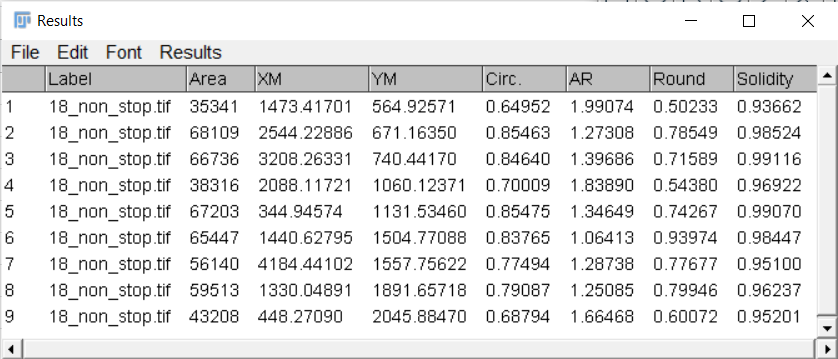 Results
File Edit Font Results
Label Area XM YM Circ. AR Round Solidity
1 18_non_stop.tif 35341 1473.41701 564.92571 0.64952 1.99074 0.50233 0.93662
2 18_non_stop.tif 68109 2544.22886 671.16350 0.85463 1.27308 0.78549 0.98524
3 18_non_stop.tif 66736 3208.26331 740.44170 0.84640 1.39686 0.71589 0.99116
4 18_non_stop.tif 38316 2088.11721 1060.12371 0.70009 1.83890 0.54380 0.96922
5 18_non_stop.tif 67203 344.94574 1131.53460 0.85475 1.34649 0.74267 0.99070
6 18_non_stop.tif 65447 1440.62795 1504.77088 0.83765 1.06413 0.93974 0.98447
7 18_non_stop.tif 56140 4184.44102 1557.75622 0.77494 1.28738 0.77677 0.95100
8 18_non_stop.tif 59513 1330.04891 1891.65718 0.79087 1.25085 0.79946 0.96237
9 18_non_stop.tif 43208 448.27090 2045.88470 0.68794 1.66468 0.60072 0.95201